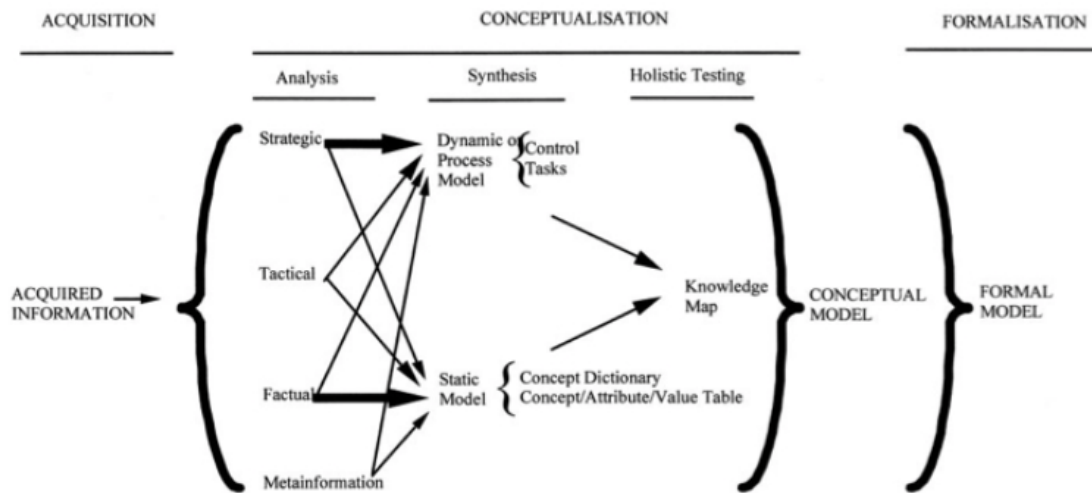 ACQUISITION
CONCEPTUALISATION
FORMALISATION
Analysis
Synthesis
Holistic Testing
Strategic
Dynamic or
Process
Model
Control
Tasks
Tactical
ACQUIRED
INFORMATION
Knowledge
Map
CONCEPTUAL
MODEL
FORMAL
MODEL
Factual
Static
Model
Concept Dictionary
Concept/Attribute/Value Table
Metainformation